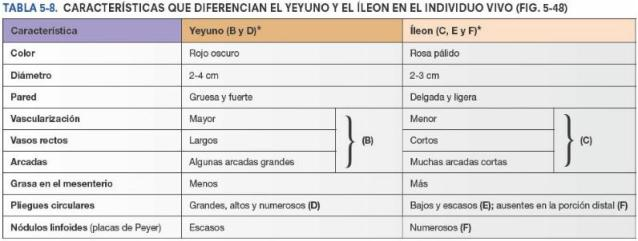 TABLA 5-8. CARACTERÍSTICAS QUE DIFERENCIAN EL YEYUNO Y EL ÍLEON EN EL INDIVIDUO VIVO (FIG. 5-48)
Característica Yeyuno (B y D)* Íleon (C, E y F)*
Color Rojo oscuro Rosa pálido
Diámetro 2-4 cm 2-3 cm
Pared Gruesa y fuerte Delgada y ligera
Vascularización Mayor Menor
Vasos rectos Largos (B) Cortos (C)
Arcadas Algunas arcadas grandes Muchas arcadas cortas
Grasa en el mesenterio Menos Más
Pliegues circulares Grandes, altos y numerosos (D) Bajos y escasos (E); ausentes en la porción distal (F)
Nódulos linfoides (placas de Peyer) Escasos Numerosos (F)